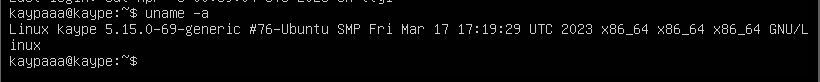 kaypaaa@kaype:~$ uname -a
Linux kaype 5.15.0-69-generic #76-Ubuntu SMP Fri Mar 17 17:19:29 UTC 2023 x86_64 x86_64 x86_64 GNU/L
inux
kaypaaa@kaype:~$